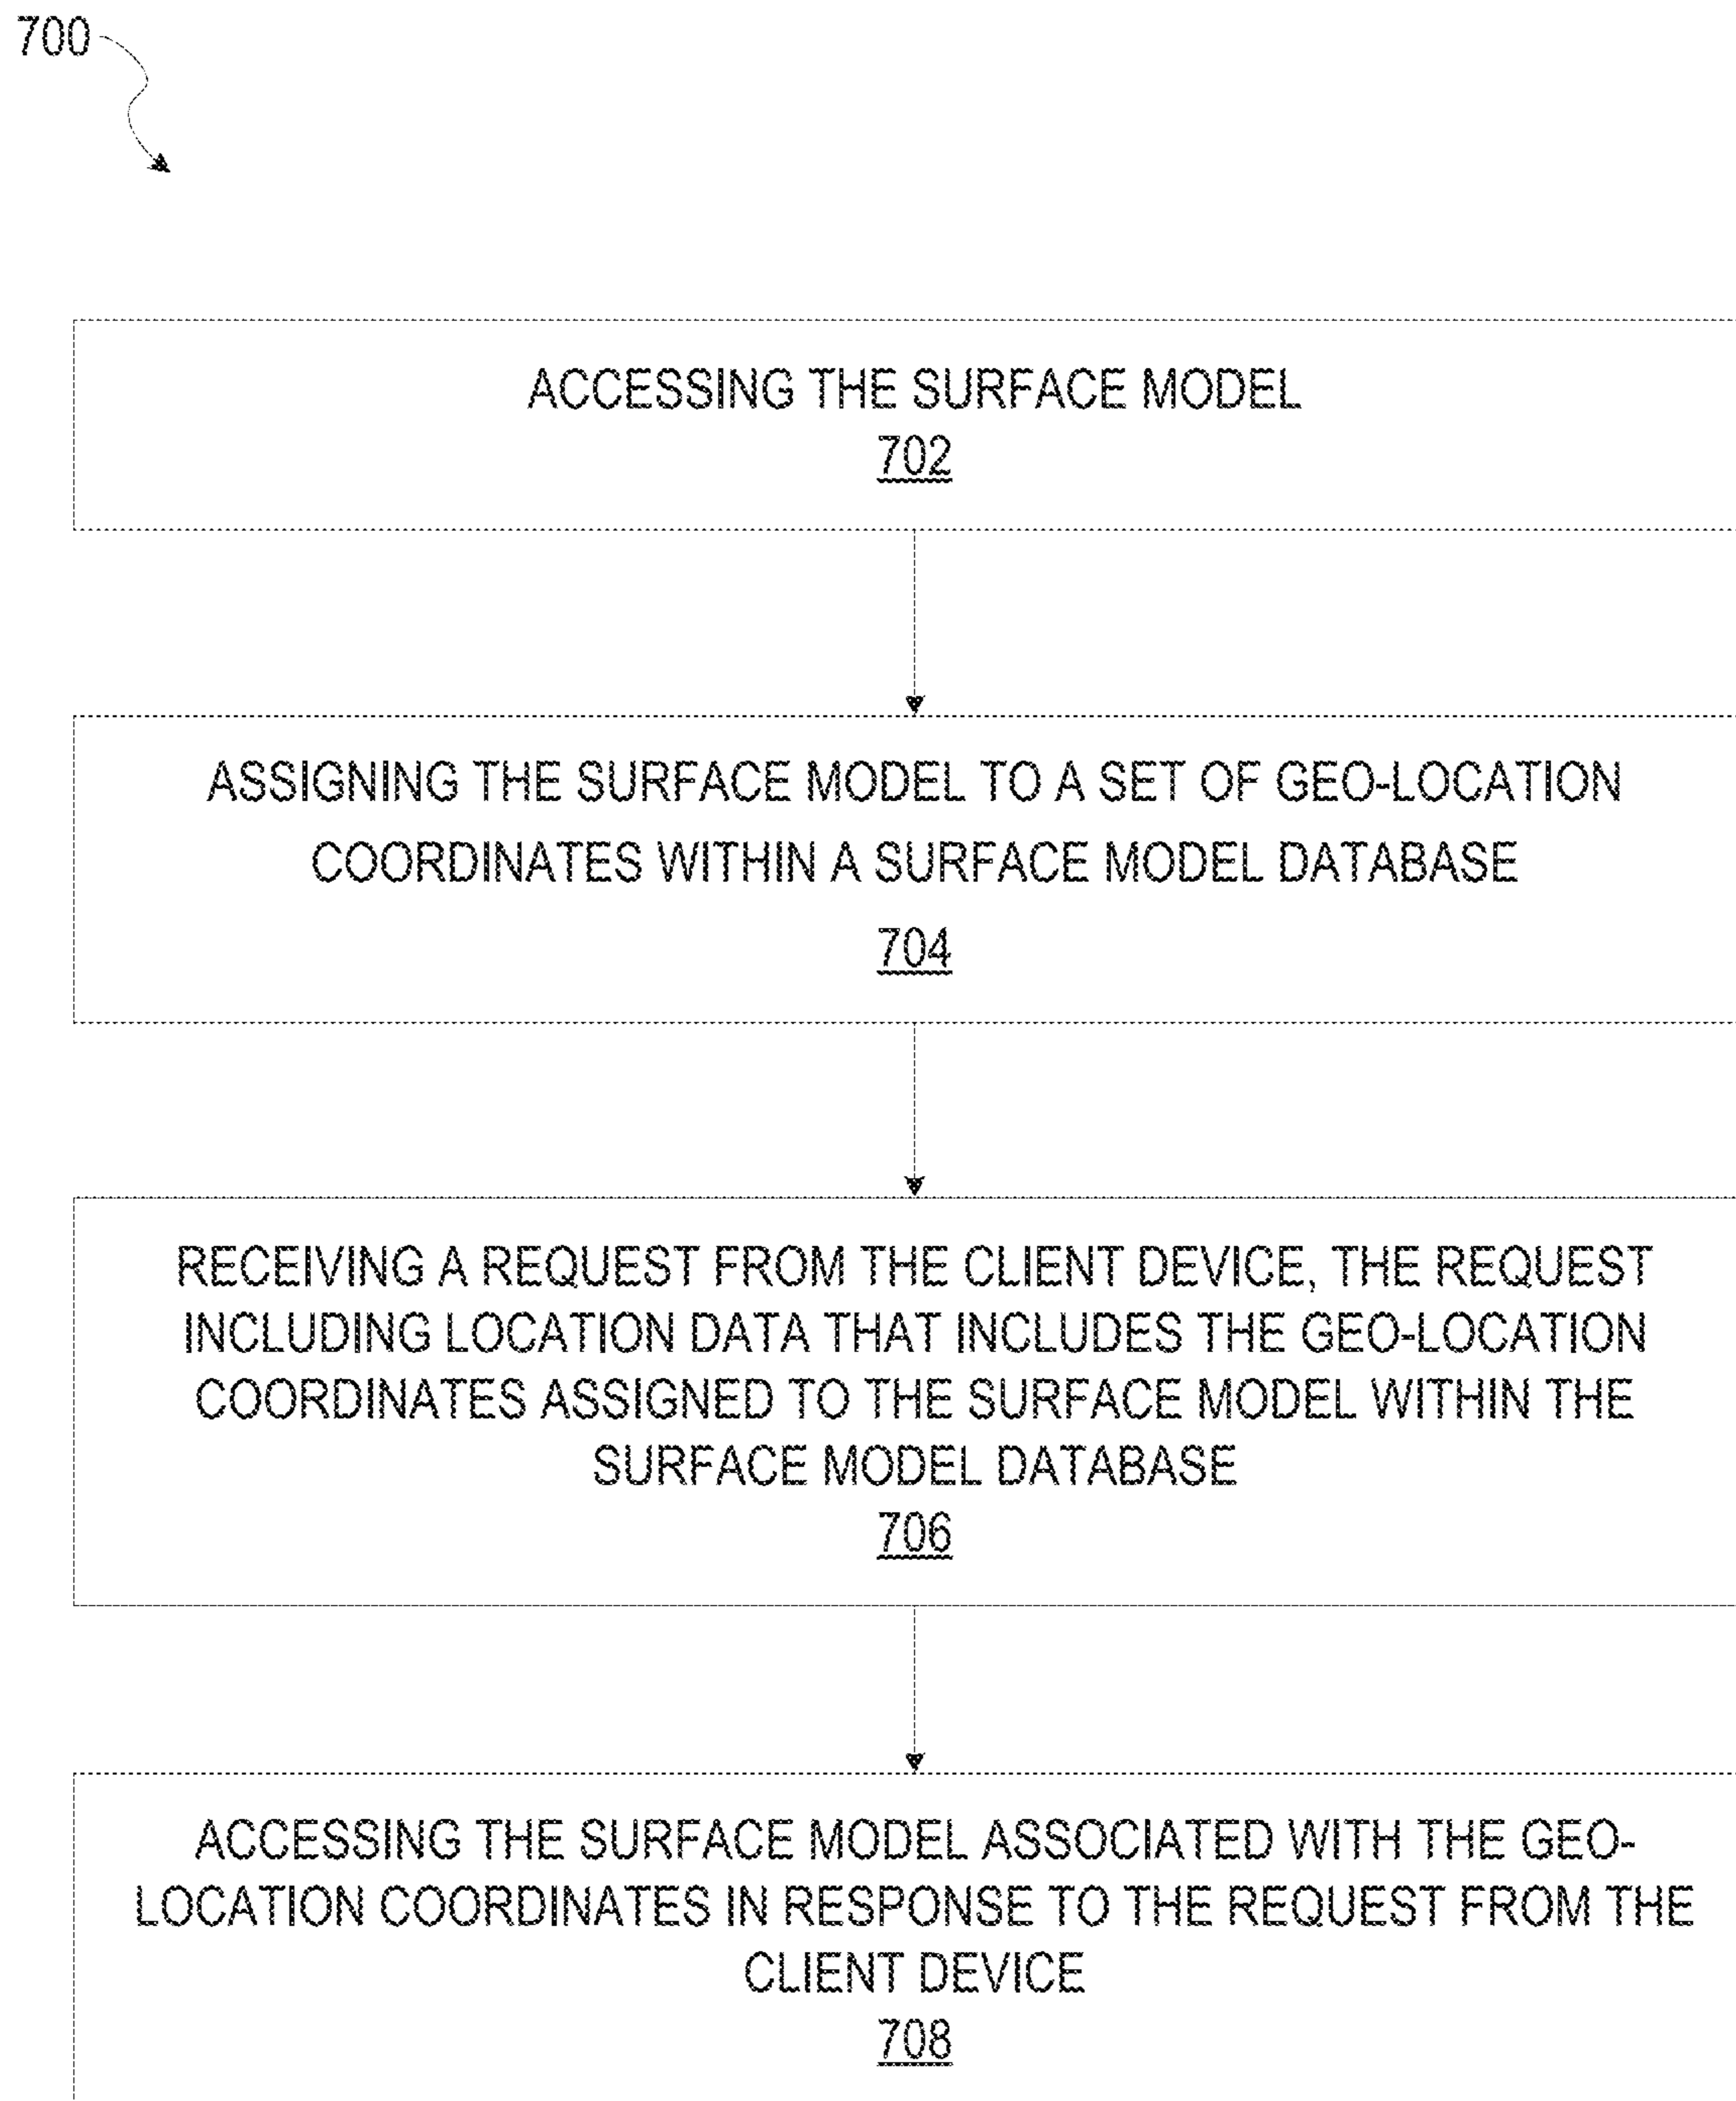 700
ACCESSING THE SURFACE MODEL
702
ASSIGNING THE SURFACE MODEL TO A SET OF GEO-LOCATION
COORDINATES WITHIN A SURFACE MODEL DATABASE
704
RECEIVING A REQUEST FROM THE CLIENT DEVICE, THE REQUEST
INCLUDING LOCATION DATA THAT INCLUDES THE GEO-LOCATION
COORDINATES ASSIGNED TO THE SURFACE MODEL WITHIN THE
SURFACE MODEL DATABASE
706
ACCESSING THE SURFACE MODEL ASSOCIATED WITH THE GEO-
LOCATION COORDINATES IN RESPONSE TO THE REQUEST FROM THE
CLIENT DEVICE
708